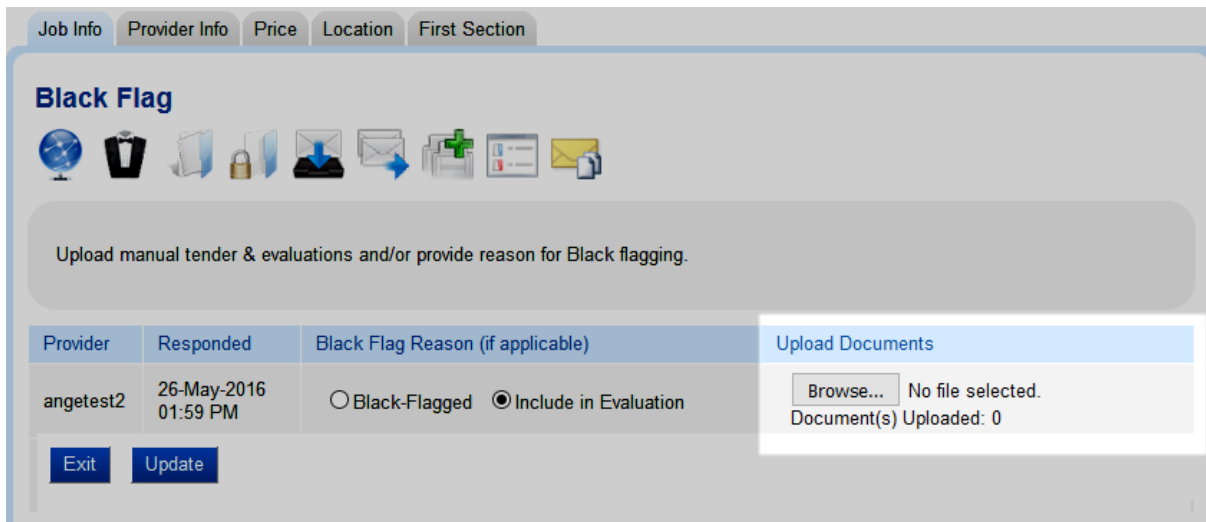 Job Info Provider Info Price Location First Section
Black Flag
Upload manual tender & evaluations and/or provide reason for Black flagging.
Provider Responded Black Flag Reason (if applicable) Upload Documents
angetest2 26-May-2016 01:59 PM Black-Flagged Include in Evaluation Browse... No file selected.
Document(s) Uploaded: 0
Exit Update